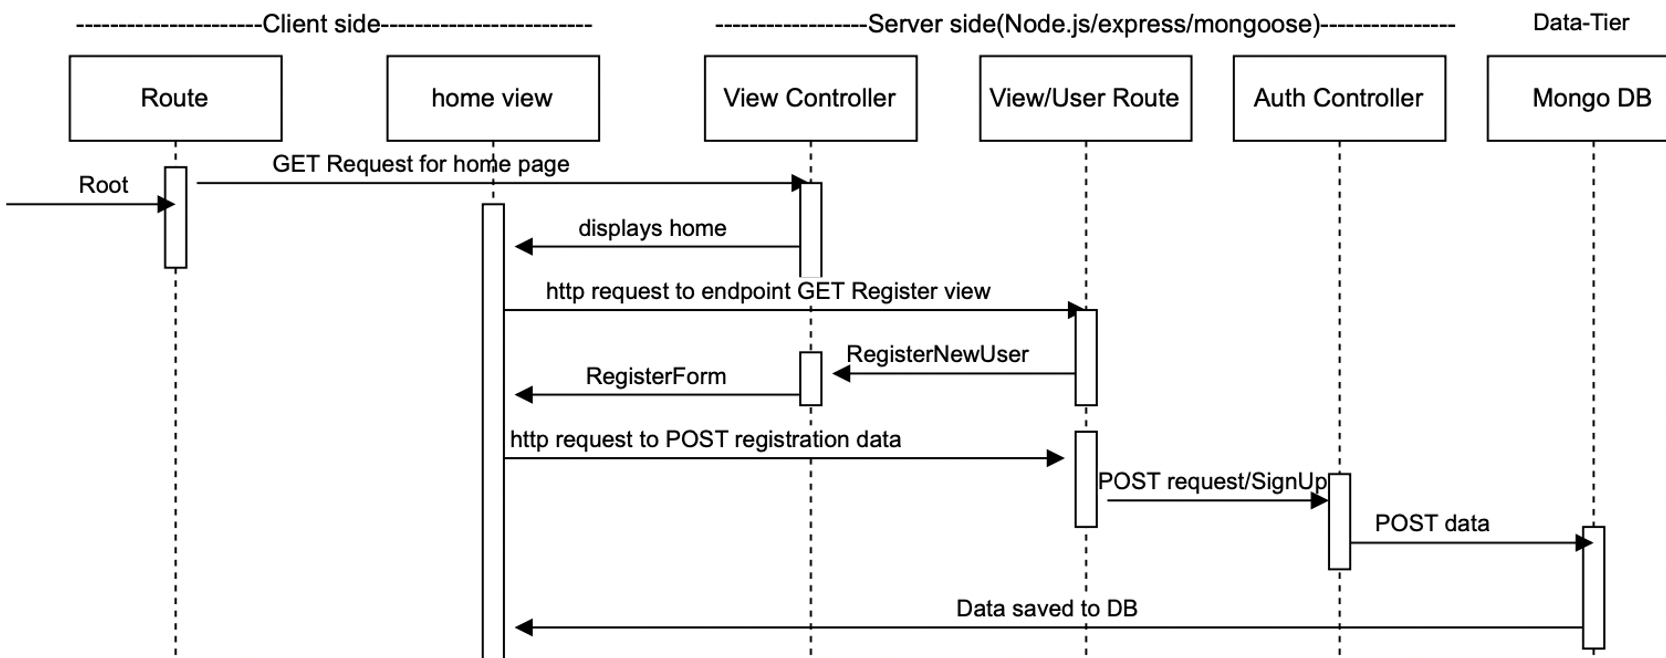 ---------------------Client side------------------------
-----------------Server side(Node.js/express/mongoose)----------------
Data-Tier
Route
home view
View Controller
View/User Route
Auth Controller
Mongo DB
GET Request for home page
Root
displays home
http request to endpoint GET Register view
RegisterNewUser
RegisterForm
http request to POST registration data
POST request/SignUp
POST data
Data saved to DB